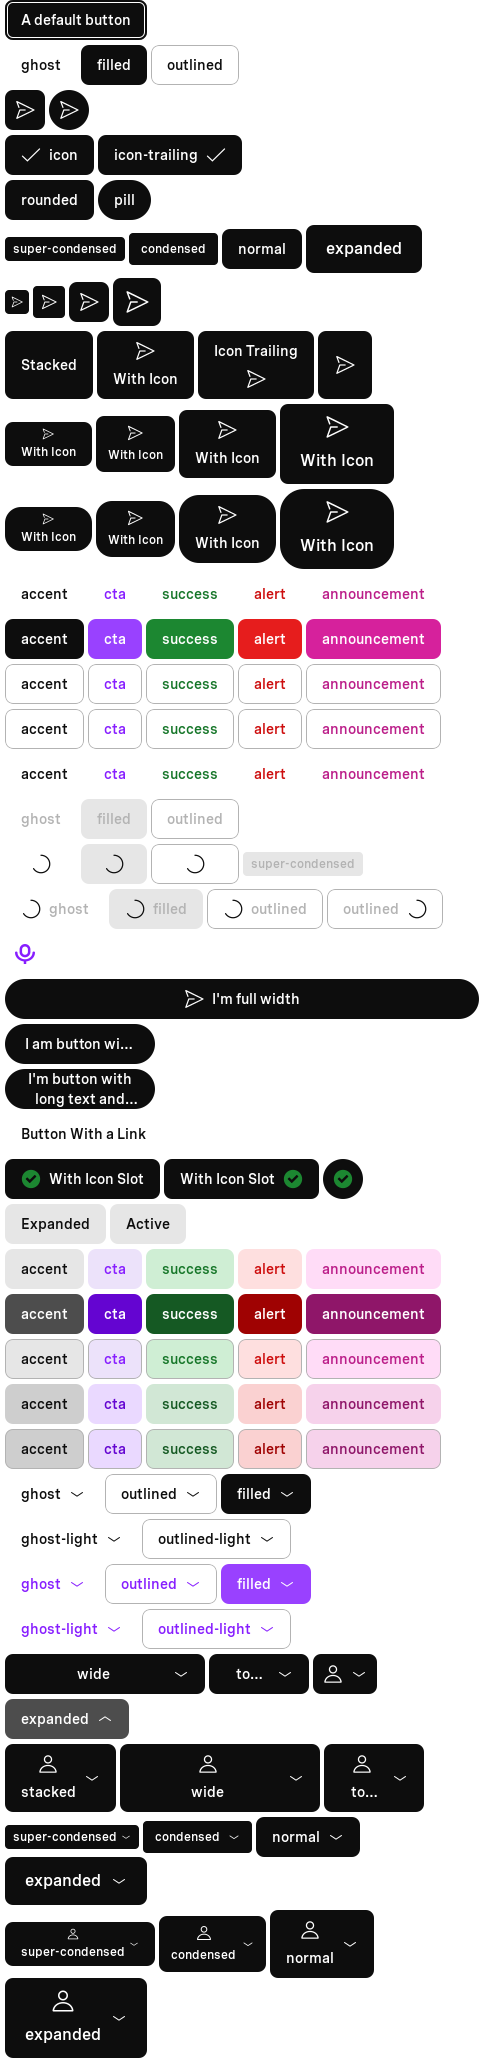 A default button
ghost filled outlined
icon icon-trailing
rounded pill
super-condensed condensed normal expanded
Stacked With Icon Icon Trailing
With Icon With Icon With Icon With Icon
With Icon With Icon With Icon With Icon
accent cta success alert announcement
accent cta success alert announcement
accent cta success alert announcement
accent cta success alert announcement
accent cta success alert announcement
ghost filled outlined
super-condensed
ghost filled outlined outlined
I'm full width
I am button wi...
I'm button with
long text and...
Button With a Link
With Icon Slot With Icon Slot
Expanded Active
accent cta success alert announcement
accent cta success alert announcement
accent cta success alert announcement
accent cta success alert announcement
accent cta success alert announcement
ghost outlined filled
ghost-light outlined-light
ghost outlined filled
ghost-light outlined-light
wide to...
expanded
stacked wide to...
super-condensed condensed normal
expanded
super-condensed condensed normal
expanded